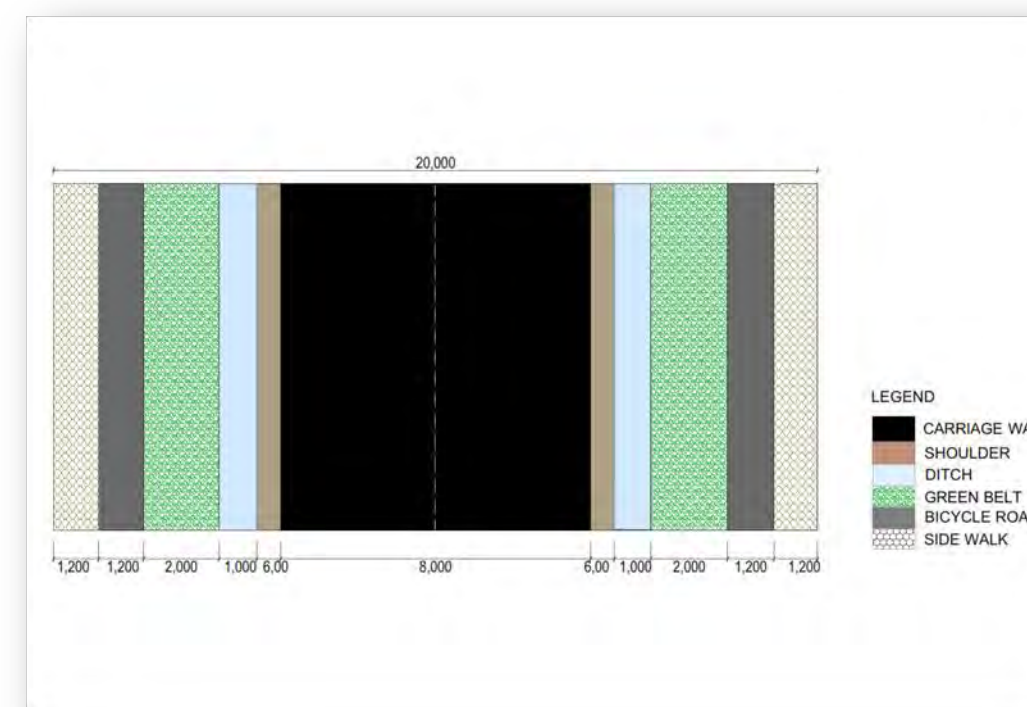 20,000
1,200 1,200 2,000 1,000 6,00 8,000 6,00 1,000 2,000 1,200 1,200
LEGEND
CARRIAGE WA
SHOULDER
DITCH
GREEN BELT
BICYCLE ROA
SIDE WALK